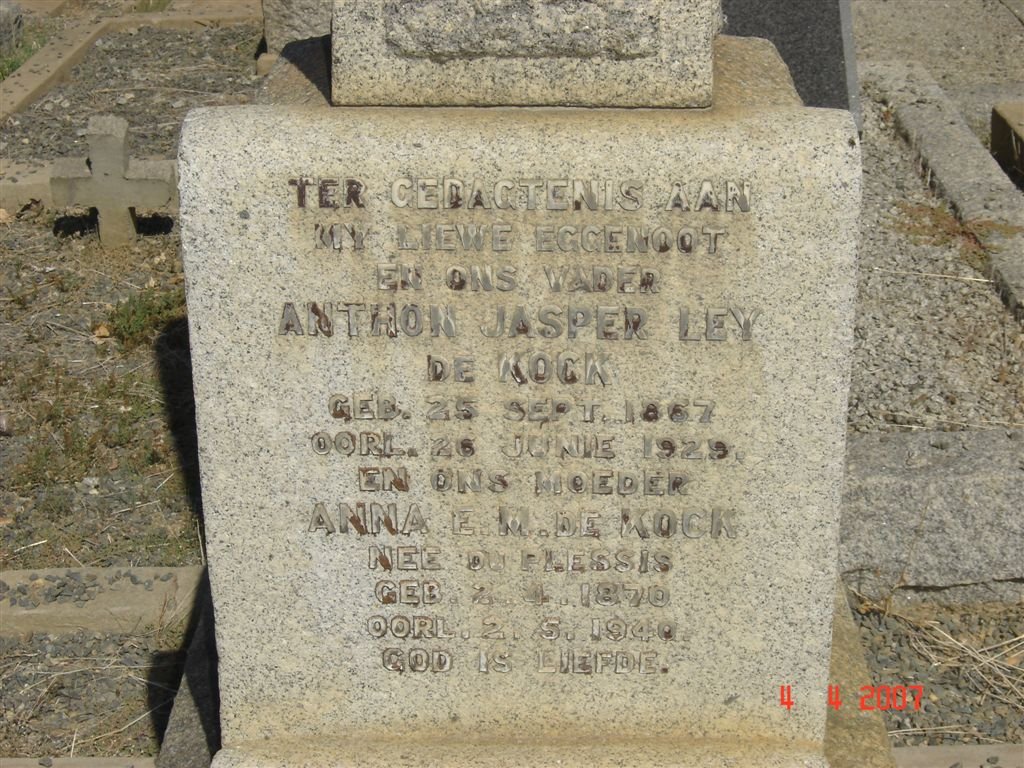 TER GEDAGTENIS AAN
MY LIEWE EGGENOOT
EN ONS VADER
ANTHON JASPER LEY
DE KOCK
GEB. 25 SEPT. 1867
OORL. 26 JUNIE 1929.
EN ONS MOEDER
ANNA E. M. DE KOCK
NEE DU PLESSIS
GEB. 2. 4. 1870
OORL. 2. 5. 1940.
GOD IS LIEFDE.
4 4 2007